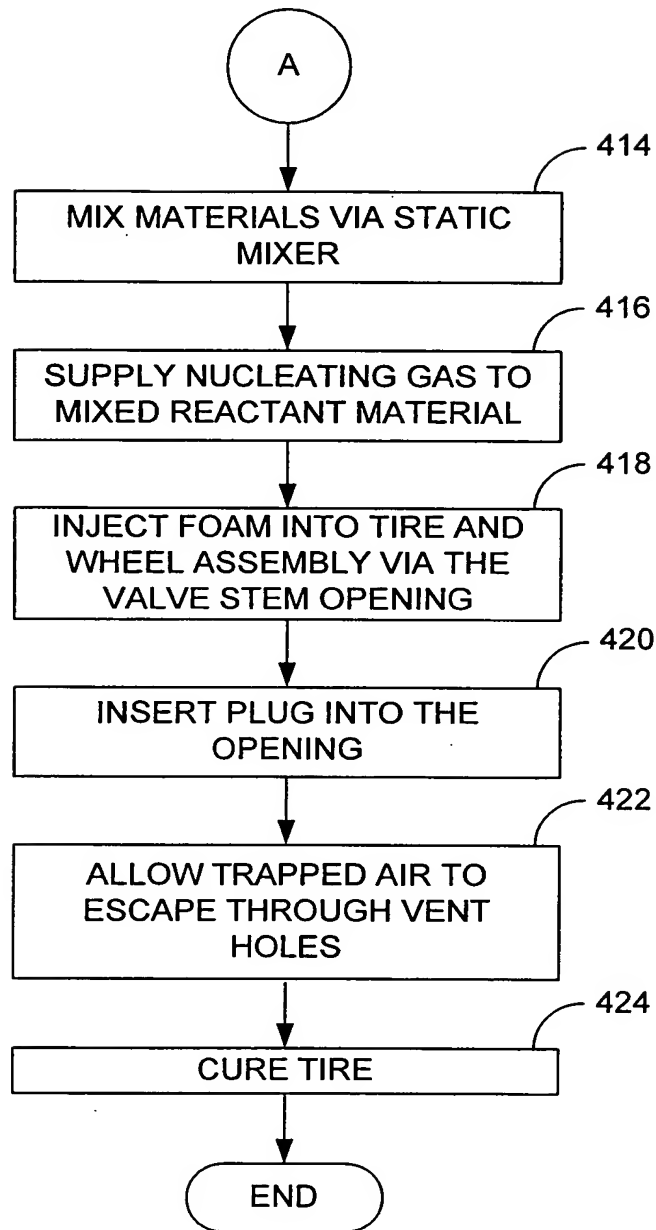 A
414
MIX MATERIALS VIA STATIC
MIXER
416
SUPPLY NUCLEATING GAS TO
MIXED REACTANT MATERIAL
418
INJECT FOAM INTO TIRE AND
WHEEL ASSEMBLY VIA THE
VALVE STEM OPENING
420
INSERT PLUG INTO THE
OPENING
422
ALLOW TRAPPED AIR TO
ESCAPE THROUGH VENT
HOLES
424
CURE TIRE
END